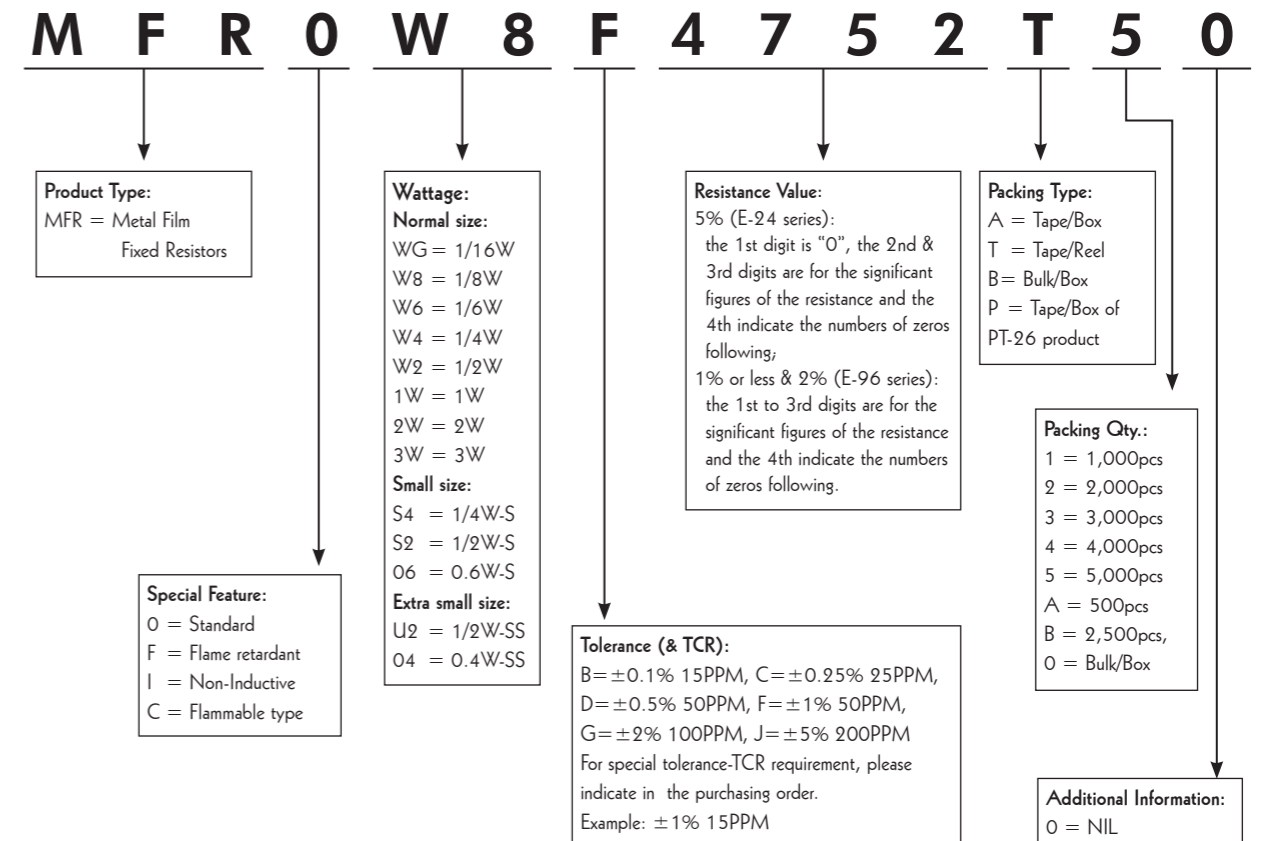 M F R 0 W 8 F 4 7 5 2 T 5 0
Product Type:
MFR = Metal Film
Fixed Resistors
Special Feature:
0 = Standard
F = Flame retardant
I = Non-Inductive
C = Flammable type
Wattage:
Normal size:
WG = 1/16W
W8 = 1/8W
W6 = 1/6W
W4 = 1/4W
W2 = 1/2W
1W = 1W
2W = 2W
3W = 3W
Small size:
S4 = 1/4W-S
S2 = 1/2W-S
06 = 0.6W-S
Extra small size:
U2 = 1/2W-SS
04 = 0.4W-SS
Tolerance (& TCR):
B=±0.1% 15PPM, C=±0.25% 25PPM,
D=±0.5% 50PPM, F=±1% 50PPM,
G=±2% 100PPM, J=±5% 200PPM
For special tolerance-TCR requirement, please
indicate in the purchasing order.
Example: ±1% 15PPM
Resistance Value:
5% (E-24 series):
the 1st digit is “0”, the 2nd &
3rd digits are for the significant
figures of the resistance and the
4th indicate the numbers of zeros
following;
1% or less & 2% (E-96 series):
the 1st to 3rd digits are for the
significant figures of the resistance
and the 4th indicate the numbers
of zeros following.
Packing Type:
A = Tape/Box
T = Tape/Reel
B= Bulk/Box
P = Tape/Box of
PT-26 product
Packing Qty.:
1 = 1,000pcs
2 = 2,000pcs
3 = 3,000pcs
4 = 4,000pcs
5 = 5,000pcs
A = 500pcs
B = 2,500pcs,
0 = Bulk/Box
Additional Information:
0 = NIL